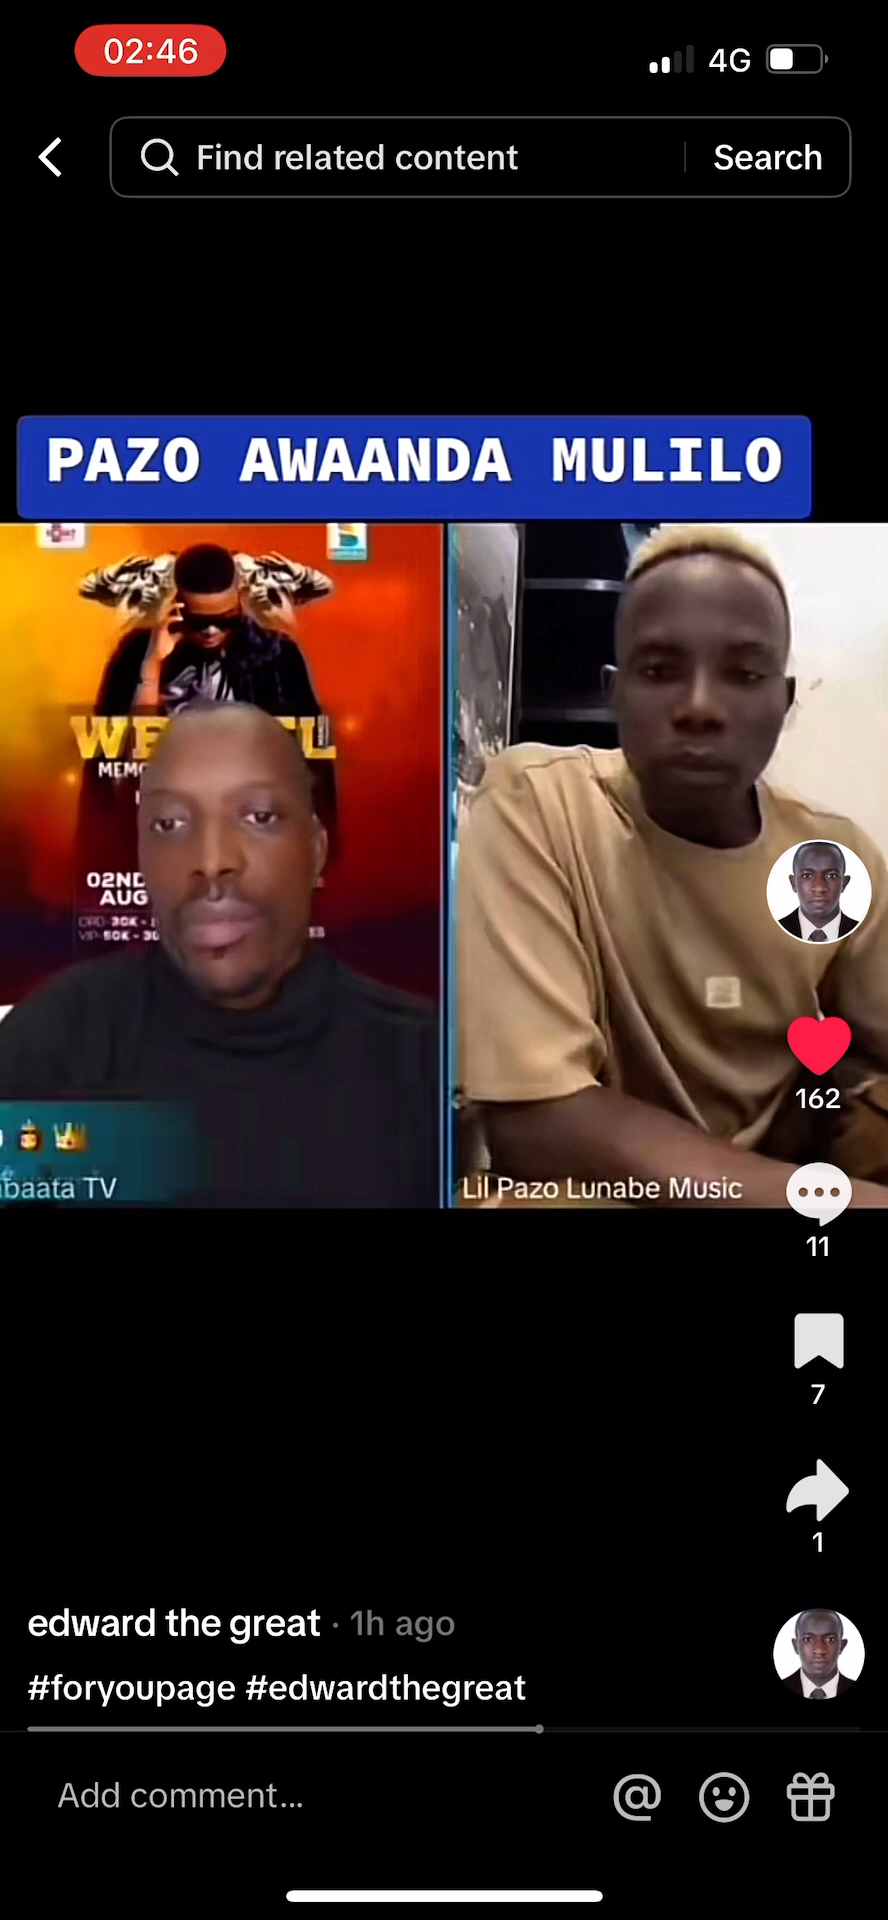 02:46
4G
Find related content
Search
PAZO AWAANDA MULILO
02ND
AUG
baata TV
Lil Pazo Lunabe Music
162
11
7
1
edward the great · 1h ago
#foryoupage #edwardthegreat
Add comment...